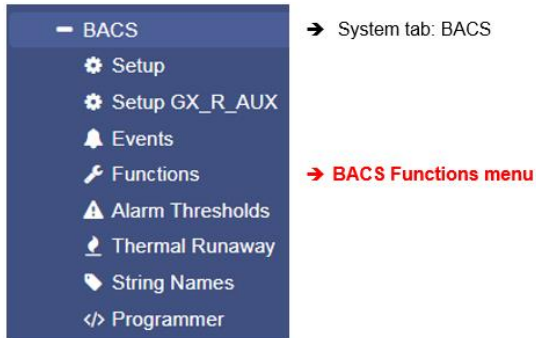 BACS → System tab: BACS
Setup
Setup GX_R_AUX
Events
Functions → BACS Functions menu
Alarm Thresholds
Thermal Runaway
String Names
</> Programmer